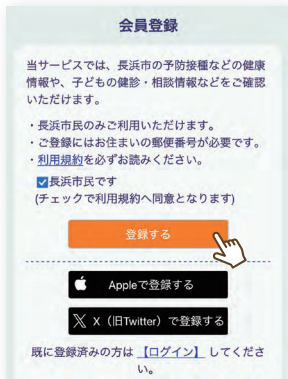 会員登録
当サービスでは、長浜市の予防接種などの健康
情報や、子どもの健診・相談情報などをご確認
いただけます。
・長浜市民のみご利用いただけます。
・ご登録にはお住まいの郵便番号が必要です。
・利用規約を必ずお読みください。
長浜市民です
(チェックで利用規約へ同意となります)
登録する
Appleで登録する
X X（旧Twitter）で登録する
既に登録済みの方は 【ログイン】 してくださ
い。